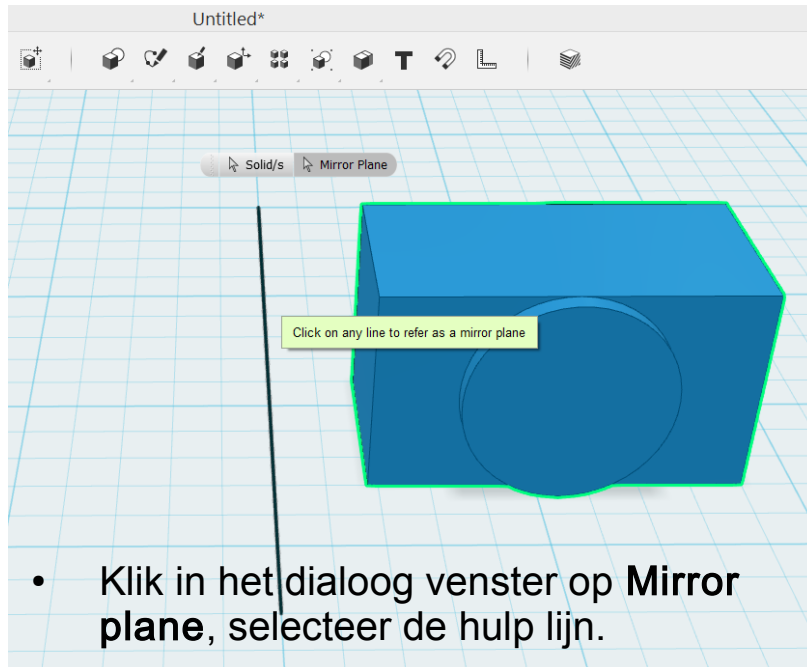 Untitled*
Solid/s Mirror Plane
Click on any line to refer as a mirror plane
• Klik in het dialoog venster op Mirror
plane, selecteer de hulp lijn.